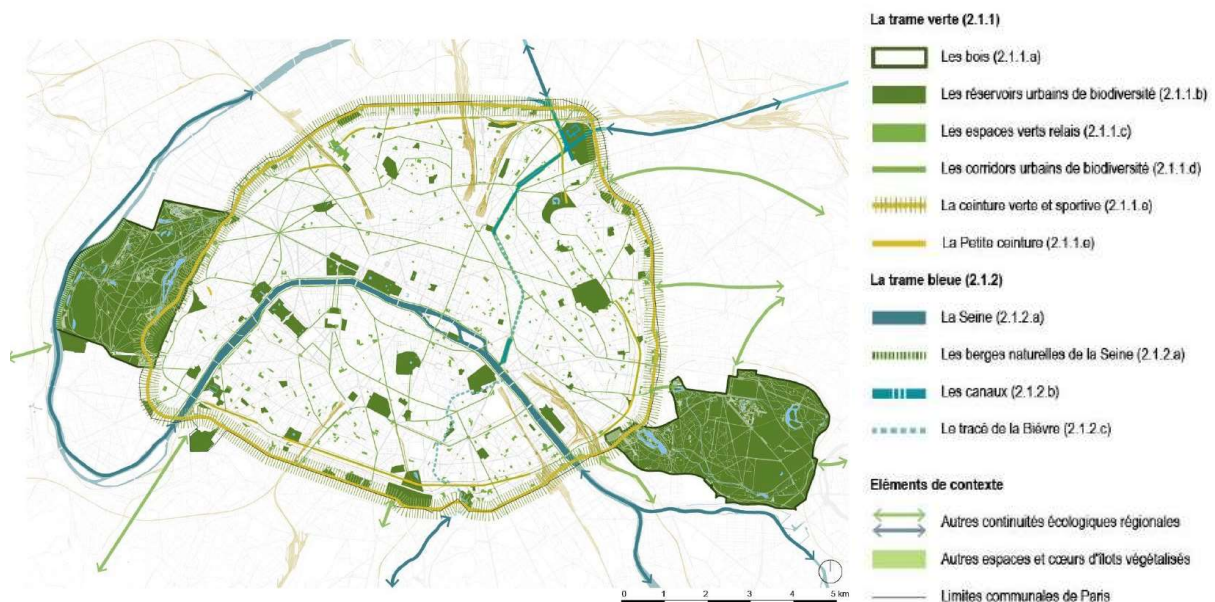 La trame verte (2.1.1)
Les bois (2.1.1.a)
Les réservoirs urbains de biodiversité (2.1.1.b)
Les espaces verts relais (2.1.1.c)
Les corridors urbains de biodiversité (2.1.1.d)
La ceinture verte et sportive (2.1.1.e)
La Petite ceinture (2.1.1.e)
La trame bleue (2.1.2)
La Seine (2.1.2.a)
Les berges naturelles de la Seine (2.1.2.a)
Les canaux (2.1.2.b)
Le tracé de la Bièvre (2.1.2.c)
Eléments de contexte
Autres continuités écologiques régionales
Autres espaces et cœurs d'îlots végétalisés
Limites communales de Paris
0 1 2 3 4 5 km